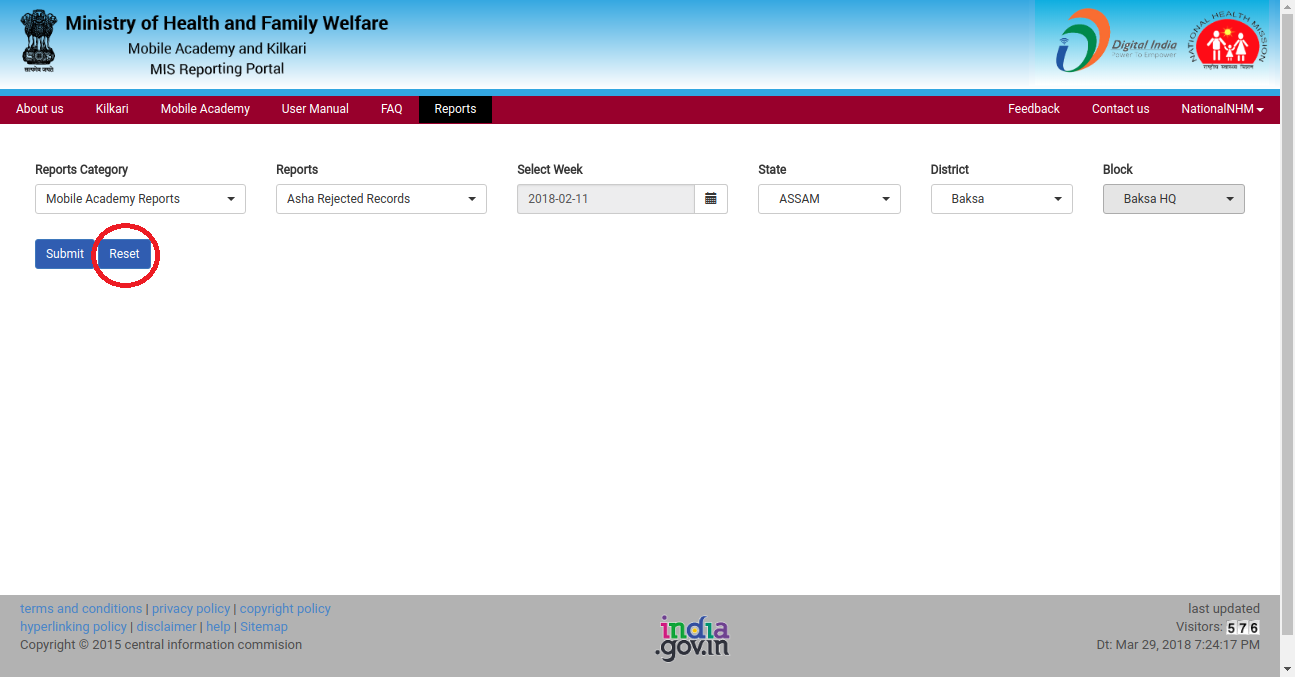 Ministry of Health and Family Welfare
Mobile Academy and Kilkari
MIS Reporting Portal
सत्यमेव जयते
Digital India
Power To Empower
NATIONAL HEALTH MISSION
राष्ट्रीय स्वास्थ्य मिशन
About us Kilkari Mobile Academy User Manual FAQ Reports Feedback Contact us NationalNHM
Reports Category Reports Select Week State District Block
Mobile Academy Reports Asha Rejected Records 2018-02-11 ASSAM Baksa Baksa HQ
Submit Reset
terms and conditions | privacy policy | copyright policy
hyperlinking policy | disclaimer | help | Sitemap
Copyright © 2015 central information commision
india
.gov.in
last updated
Visitors: 576
Dt: Mar 29, 2018 7:24:17 PM